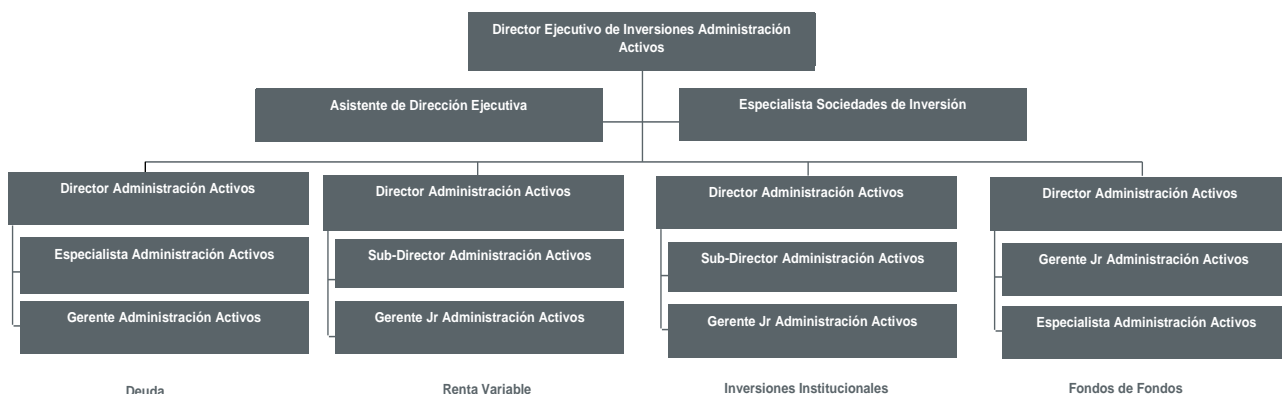 Director Ejecutivo de Inversiones Administración
Activos
Asistente de Dirección Ejecutiva
Especialista Sociedades de Inversión
Director Administración Activos
Especialista Administración Activos
Gerente Administración Activos
Deuda
Director Administración Activos
Sub-Director Administración Activos
Gerente Jr Administración Activos
Renta Variable
Director Administración Activos
Sub-Director Administración Activos
Gerente Jr Administración Activos
Inversiones Institucionales
Director Administración Activos
Gerente Jr Administración Activos
Especialista Administración Activos
Fondos de Fondos